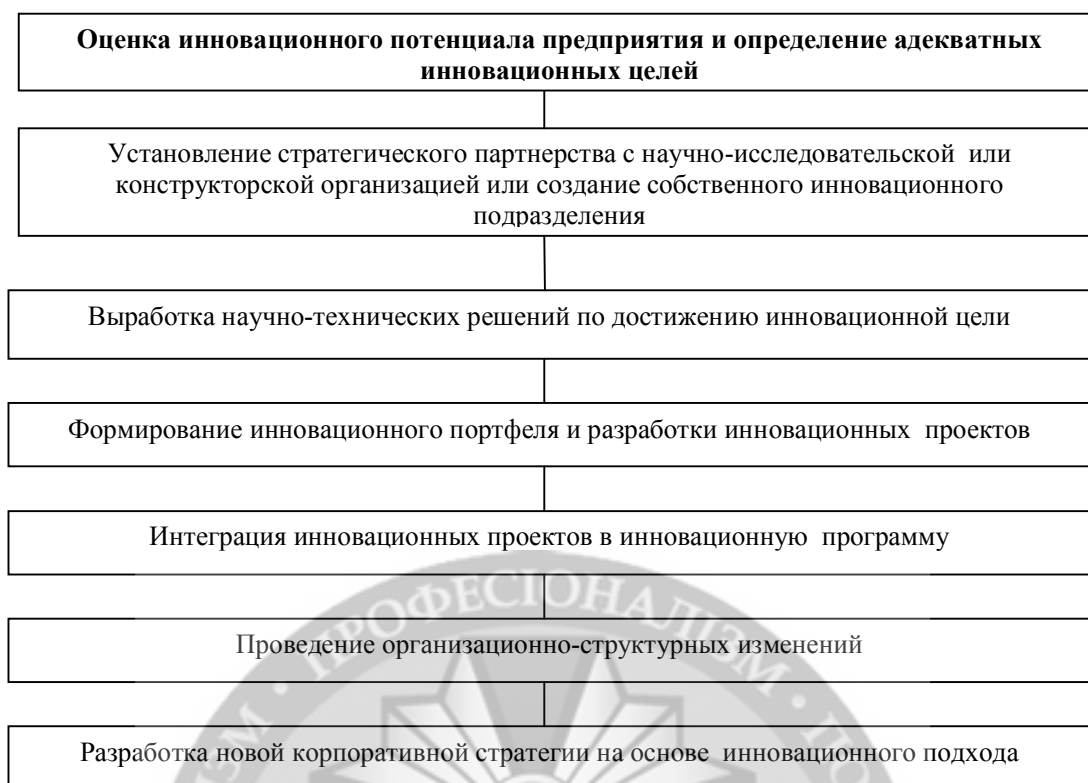 Оценка инновационного потенциала предприятия и определение адекватных
инновационных целей
Установление стратегического партнерства с научно-исследовательской или
конструкторской организацией или создание собственного инновационного
подразделения
Выработка научно-технических решений по достижению инновационной цели
Формирование инновационного портфеля и разработки инновационных проектов
Интеграция инновационных проектов в инновационную программу
ПРОФЕСІОНАЛІЗМ
Проведение организационно-структурных изменений
Разработка новой корпоративной стратегии на основе инновационного подхода